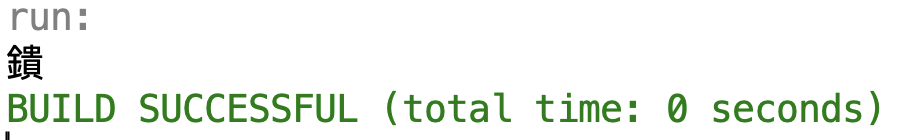 run:
鐨
BUILD SUCCESSFUL (total time: 0 seconds)